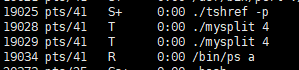 19025 pts/41 S+ 0:00 ./tshref -p
19028 pts/41 T 0:00 ./mysplit 4
19029 pts/41 T 0:00 ./mysplit 4
19034 pts/41 R 0:00 /bin/ps a